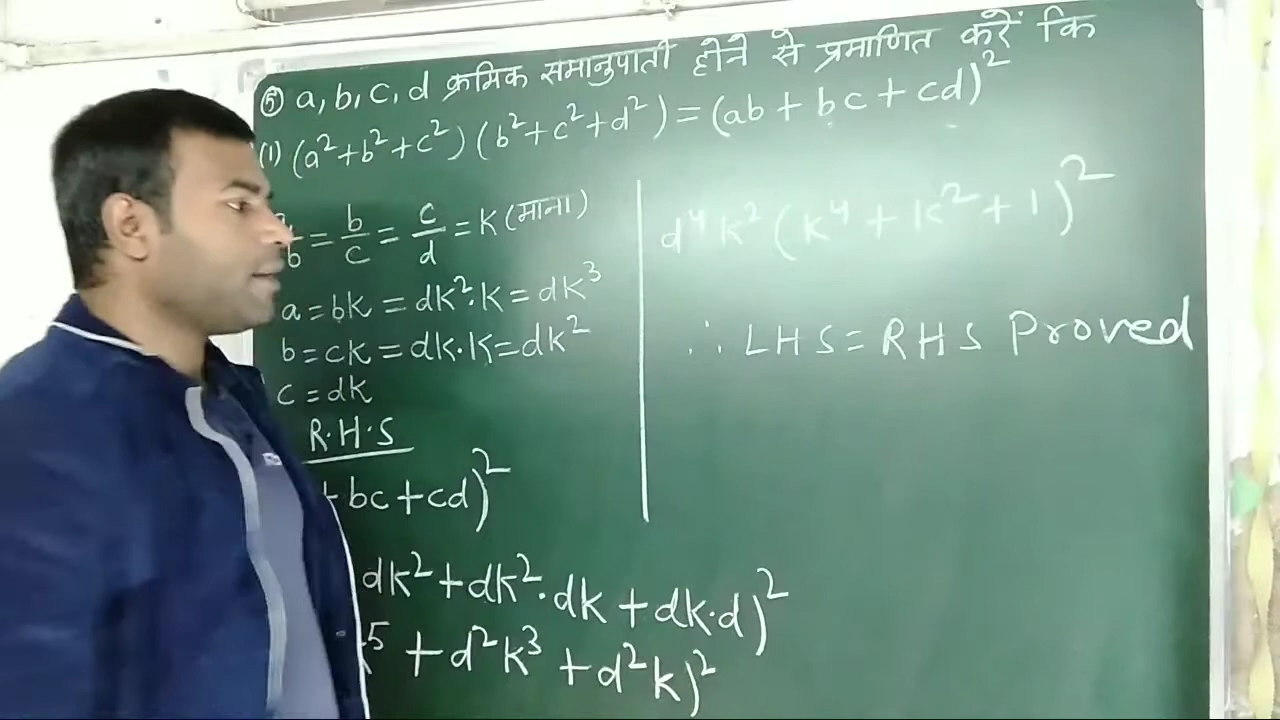 ⑤ a, b, c, d क्रमिक समानुपाती होने से प्रमाणित करें कि
(1) (a²+b²+c²) (b²+c²+d²) = (ab + bc + cd)²
b = b/c = c/d = K (माना)
a = bk = dk²·k = dk³
b = ck = dk·k = dk²
c = dk
R.H.S
+ bc + cd)²
dk² + dk²·dk + dk·d)²
k⁵ + d²k³ + d²k)²
d⁴k² (k⁴ + k² + 1)²
∴ LHS = RHS Proved